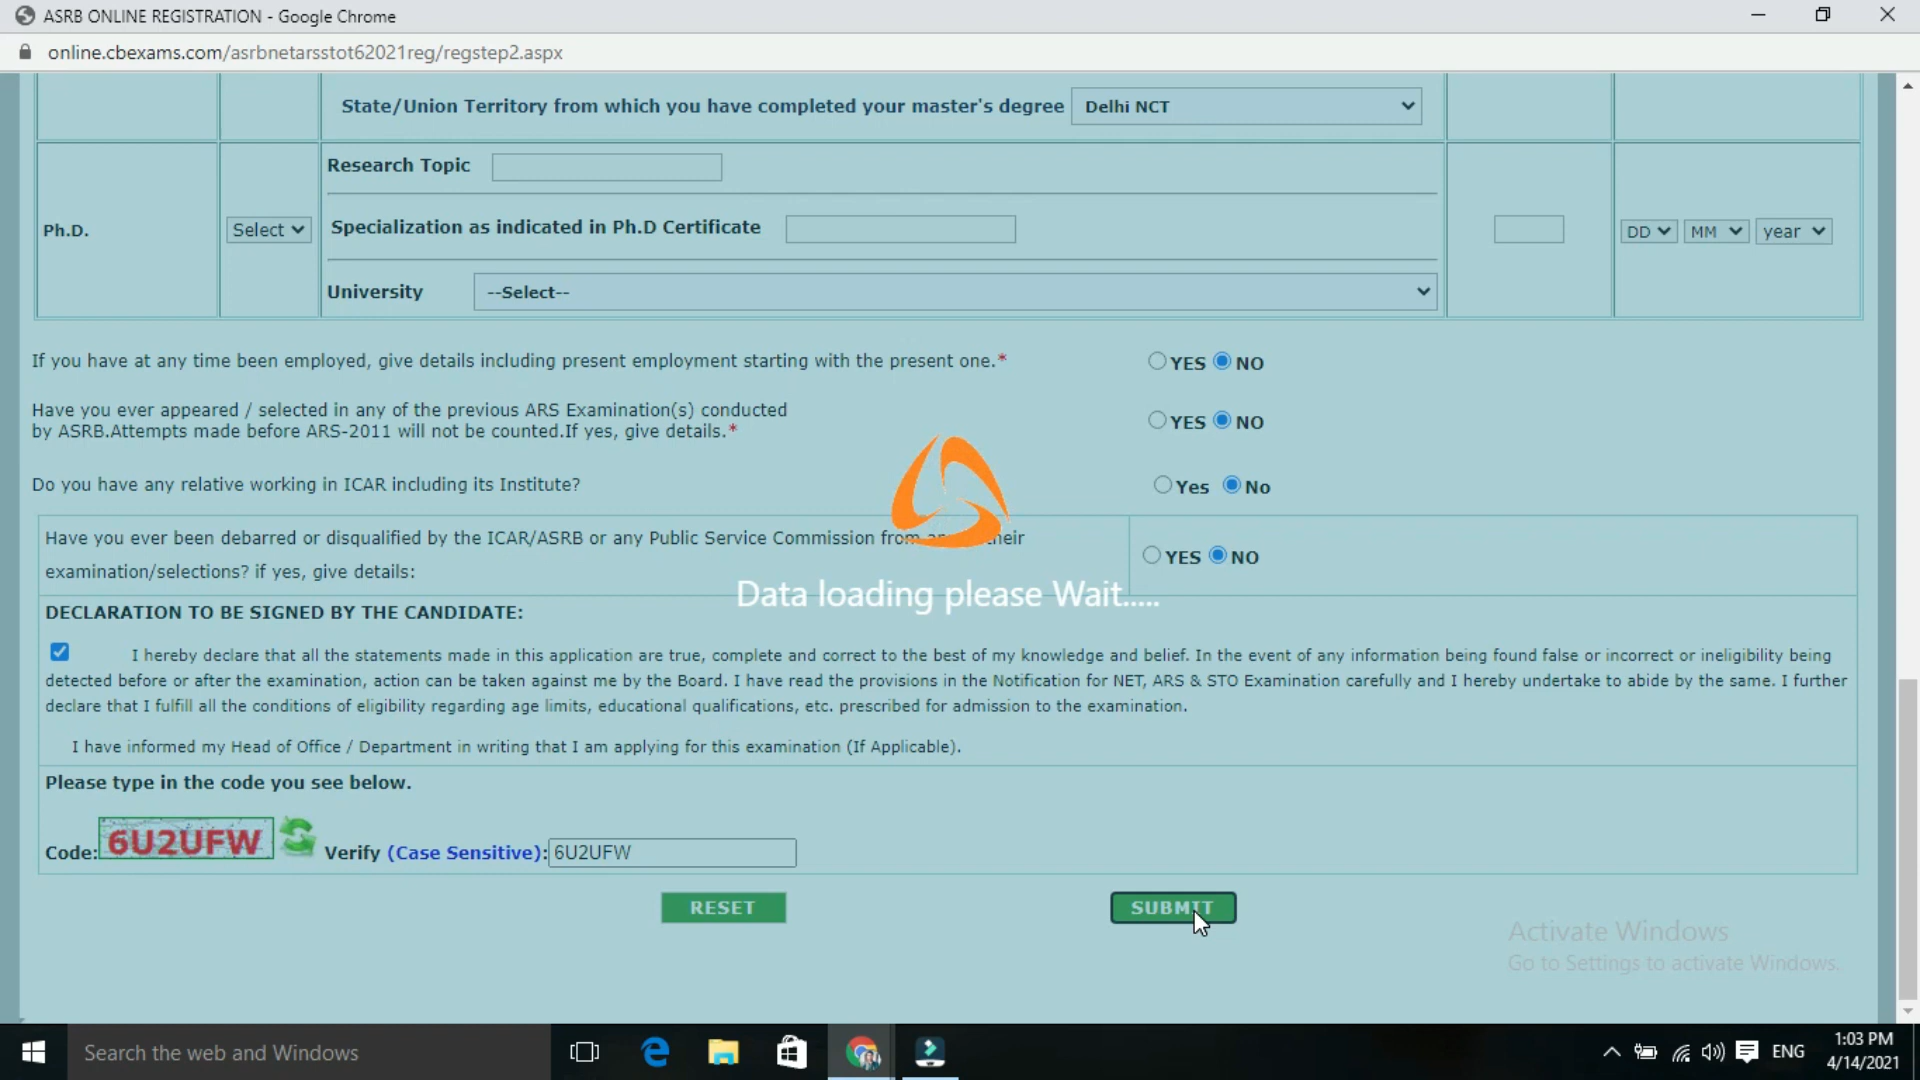 ASRB ONLINE REGISTRATION - Google Chrome
online.cbexams.com/asrbnetarsstot62021reg/regstep2.aspx
State/Union Territory from which you have completed your master's degree Delhi NCT
Research Topic
Ph.D. Select Specialization as indicated in Ph.D Certificate DD MM year
University --Select--
If you have at any time been employed, give details including present employment starting with the present one.* YES NO
Have you ever appeared / selected in any of the previous ARS Examination(s) conducted
by ASRB.Attempts made before ARS-2011 will not be counted.If yes, give details.* YES NO
Do you have any relative working in ICAR including its Institute? Yes No
Have you ever been debarred or disqualified by the ICAR/ASRB or any Public Service Commission from
examination/selections? if yes, give details: YES NO
Data loading please Wait.....
DECLARATION TO BE SIGNED BY THE CANDIDATE:
I hereby declare that all the statements made in this application are true, complete and correct to the best of my knowledge and belief. In the event of any information being found false or incorrect or ineligibility being
detected before or after the examination, action can be taken against me by the Board. I have read the provisions in the Notification for NET, ARS & STO Examination carefully and I hereby undertake to abide by the same. I further
declare that I fulfill all the conditions of eligibility regarding age limits, educational qualifications, etc. prescribed for admission to the examination.
I have informed my Head of Office / Department in writing that I am applying for this examination (If Applicable).
Please type in the code you see below.
Code: 6U2UFW Verify (Case Sensitive): 6U2UFW
RESET SUBMIT
Activate Windows
Go to Settings to activate Windows.
Search the web and Windows
ENG
1:03 PM
4/14/2021